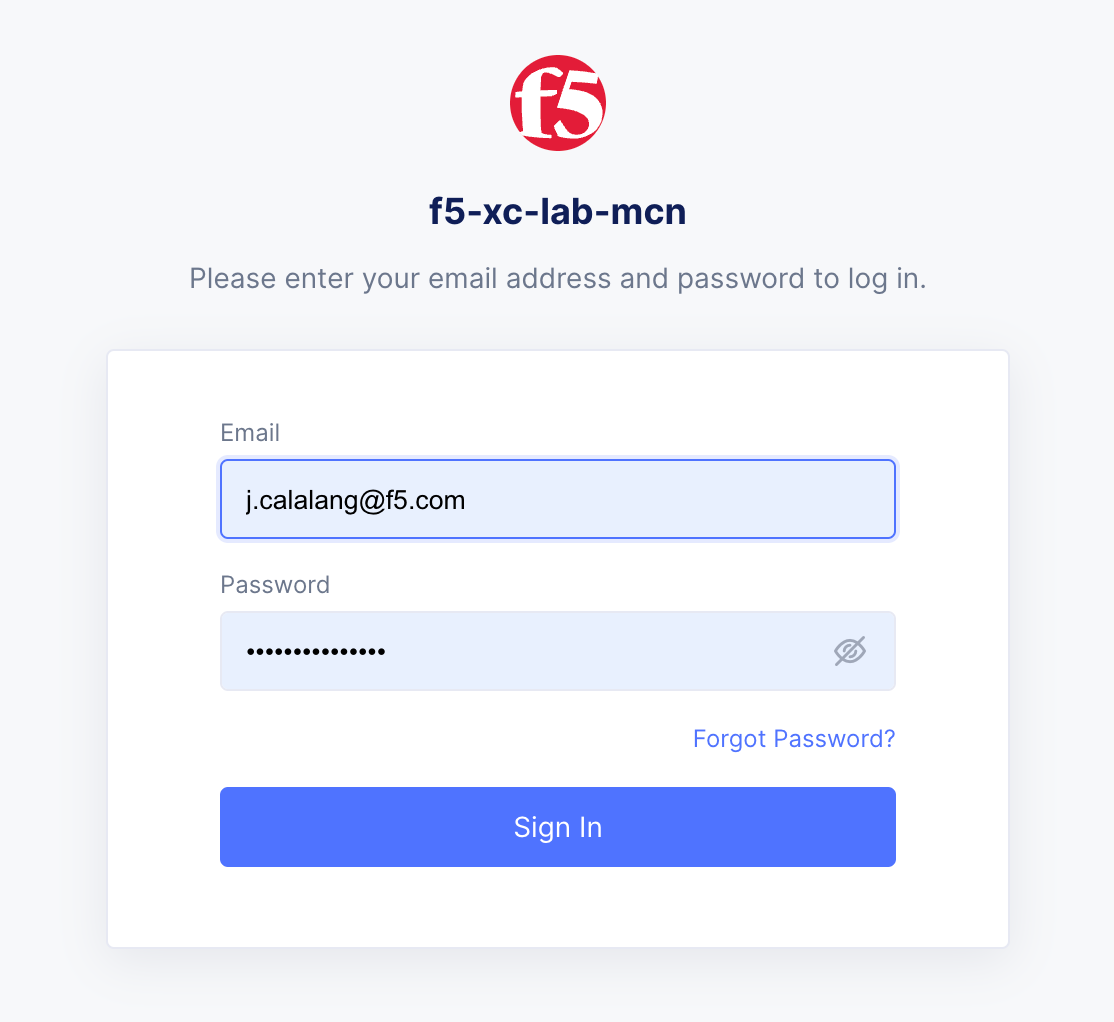 f5
f5-xc-lab-mcn
Please enter your email address and password to log in.
Email
j.calalang@f5.com
Password
•••••••••••••••
Forgot Password?
Sign In